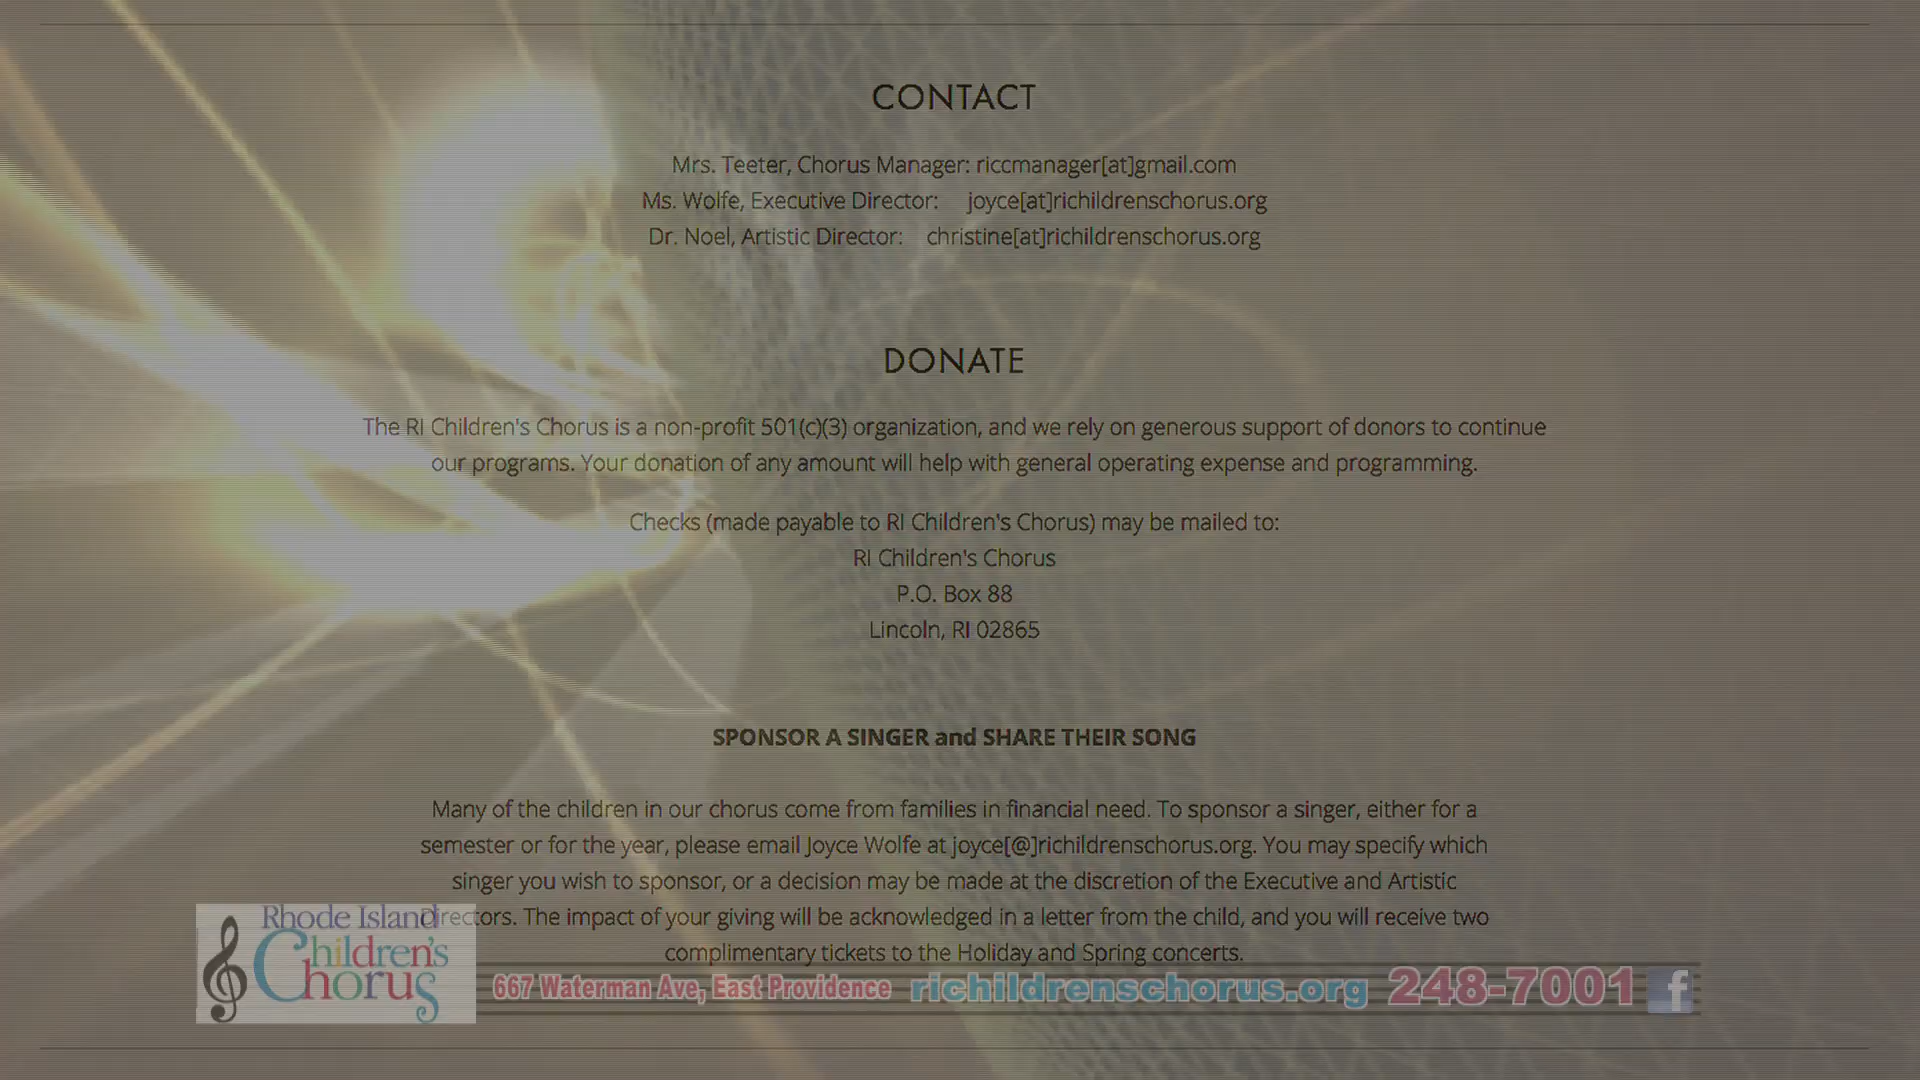 CONTACT
Mrs. Teeter, Chorus Manager: riccmanager[at]gmail.com
Ms. Wolfe, Executive Director: joyce[at]richildrenschorus.org
Dr. Noel, Artistic Director: christine[at]richildrenschorus.org
DONATE
The RI Children's Chorus is a non-profit 501(c)(3) organization, and we rely on generous support of donors to continue
our programs. Your donation of any amount will help with general operating expense and programming.
Checks (made payable to RI Children's Chorus) may be mailed to:
RI Children's Chorus
P.O. Box 88
Lincoln, RI 02865
SPONSOR A SINGER and SHARE THEIR SONG
Many of the children in our chorus come from families in financial need. To sponsor a singer, either for a
semester or for the year, please email Joyce Wolfe at joyce[@]richildrenschorus.org. You may specify which
singer you wish to sponsor, or a decision may be made at the discretion of the Executive and Artistic
Directors. The impact of your giving will be acknowledged in a letter from the child, and you will receive two
complimentary tickets to the Holiday and Spring concerts.
Rhode Island
Children's
Chorus
667 Waterman Ave, East Providence richildrenschorus.org 248-7001 f